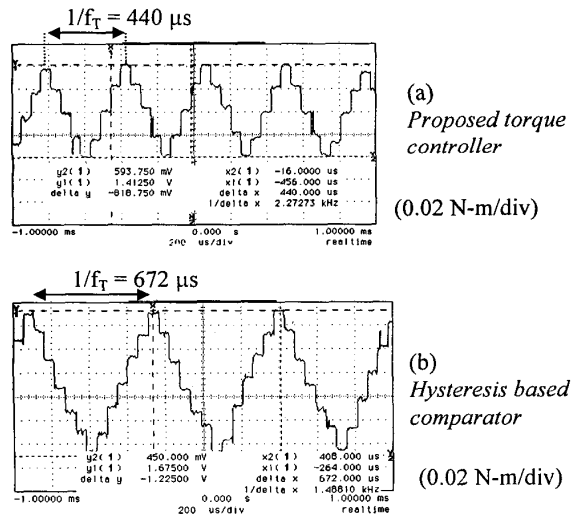 1/fT = 440 μs
(a)
Proposed torque
controller
y2(1) 593.750 mV x2(1) -16.0000 us
y1(1) 1.41250 V x1(1) -456.000 us
delta y -818.750 mV delta x 440.000 us
1/delta x 2.27273 kHz
(0.02 N-m/div)
-1.00000 ms 0.000 s 1.00000 ms
200 us/div realtime
1/fT = 672 μs
(b)
Hysteresis based
comparator
y2(1) 450.000 mV x2(1) 408.000 us
y1(1) 1.67500 V x1(1) -264.000 us
delta y -1.22500 V delta x 672.000 us
1/delta x 1.48810 kHz
(0.02 N-m/div)
-1.00000 ms 0.000 s 1.00000 ms
200 us/div realtime